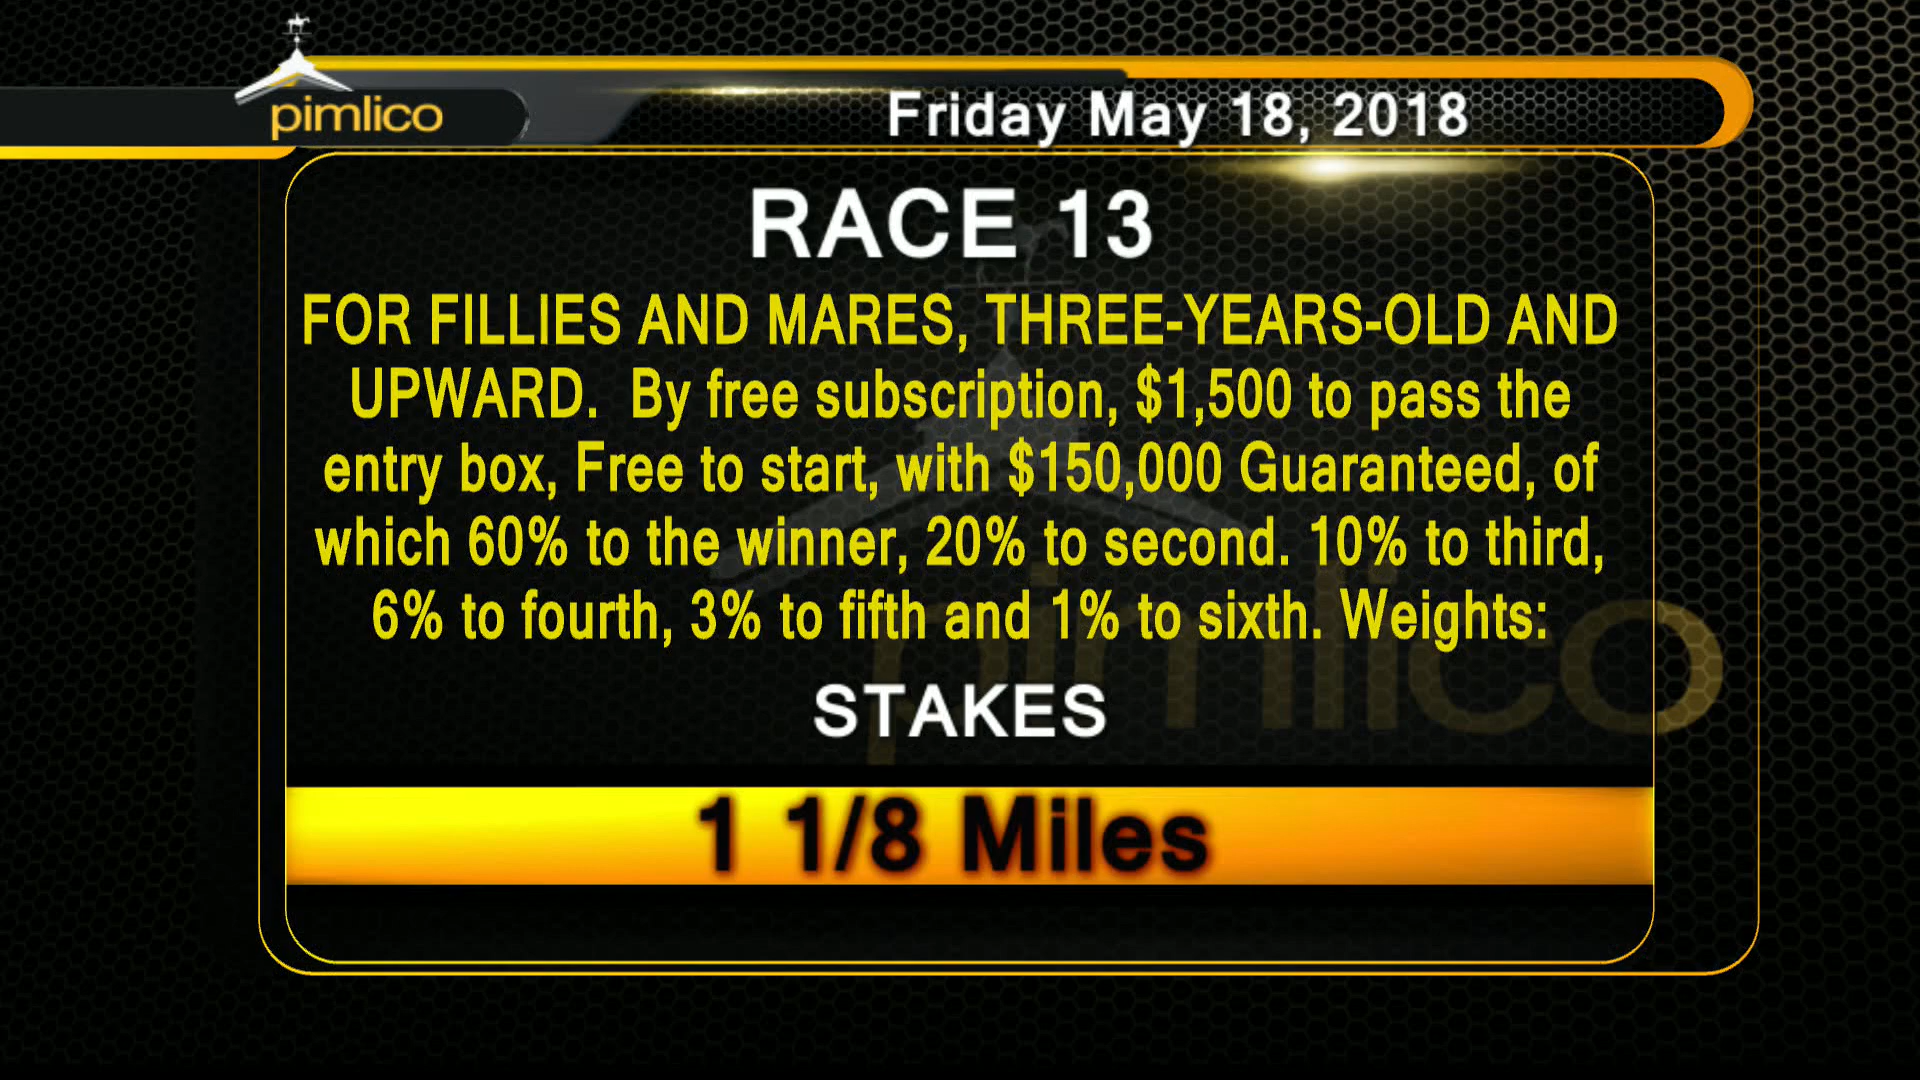 pimlico
Friday May 18, 2018
RACE 13
FOR FILLIES AND MARES, THREE-YEARS-OLD AND
UPWARD.  By free subscription, $1,500 to pass the
entry box, Free to start, with $150,000 Guaranteed, of
which 60% to the winner, 20% to second. 10% to third,
6% to fourth, 3% to fifth and 1% to sixth. Weights:
pimlico
STAKES
1 1/8 Miles